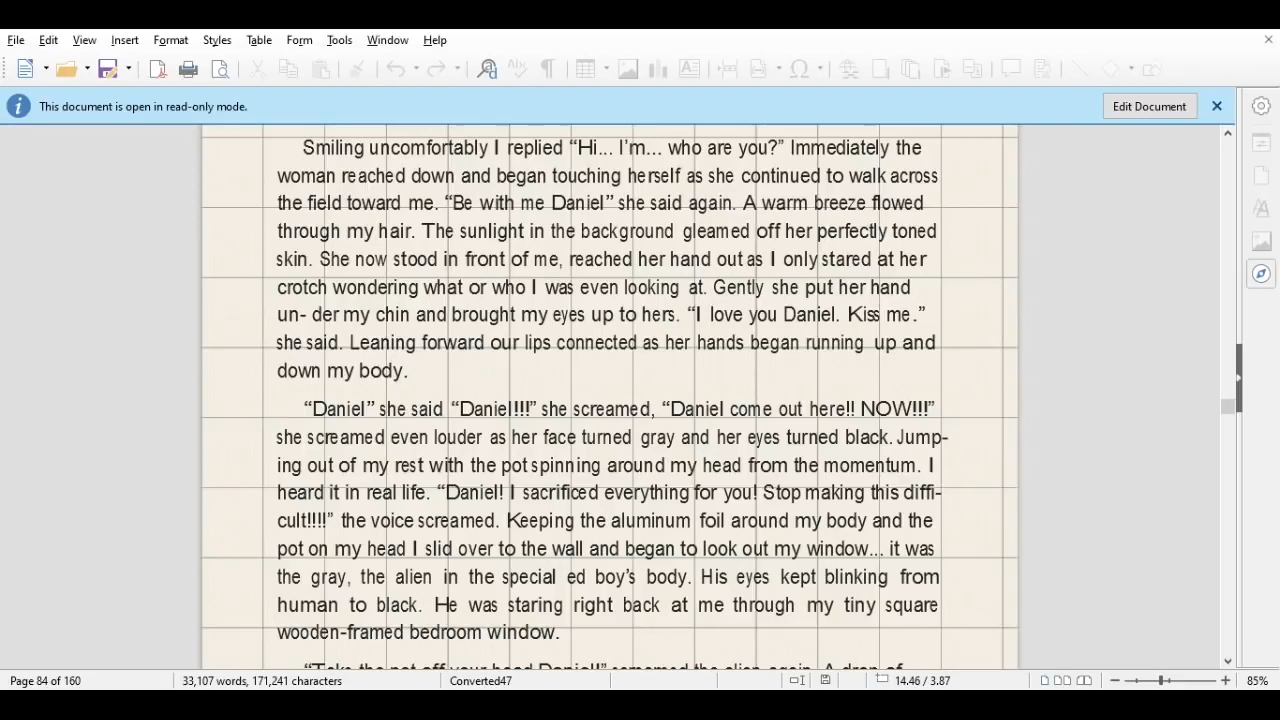 File Edit View Insert Format Styles Table Form Tools Window Help
This document is open in read-only mode. Edit Document
Smiling uncomfortably I replied “Hi... I’m... who are you?” Immediately the
woman reached down and began touching herself as she continued to walk across
the field toward me. “Be with me Daniel” she said again. A warm breeze flowed
through my hair. The sunlight in the background gleamed off her perfectly toned
skin. She now stood in front of me, reached her hand out as I only stared at her
crotch wondering what or who I was even looking at. Gently she put her hand
un- der my chin and brought my eyes up to hers. “I love you Daniel. Kiss me.”
she said. Leaning forward our lips connected as her hands began running up and
down my body.
“Daniel” she said “Daniel!!!” she screamed, “Daniel come out here!! NOW!!!”
she screamed even louder as her face turned gray and her eyes turned black. Jump-
ing out of my rest with the pot spinning around my head from the momentum. I
heard it in real life. “Daniel! I sacrificed everything for you! Stop making this diffi-
cult!!!!” the voice screamed. Keeping the aluminum foil around my body and the
pot on my head I slid over to the wall and began to look out my window... it was
the gray, the alien in the special ed boy’s body. His eyes kept blinking from
human to black. He was staring right back at me through my tiny square
wooden-framed bedroom window.
“Take the pot off your head Daniel!” screamed the alien again. A drop of
Page 84 of 160 33,107 words, 171,241 characters Converted47 14.46 / 3.87 85%